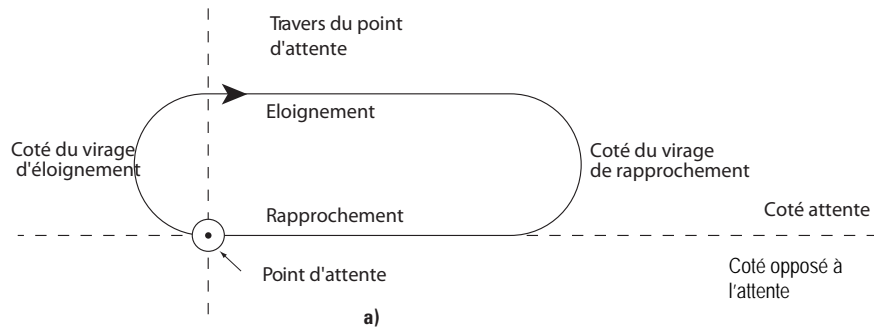 Travers du point
d'attente
Eloignement
Coté du virage
d'éloignement
Coté du virage
de rapprochement
Rapprochement
Coté attente
Point d'attente
Coté opposé à
l'attente
a)